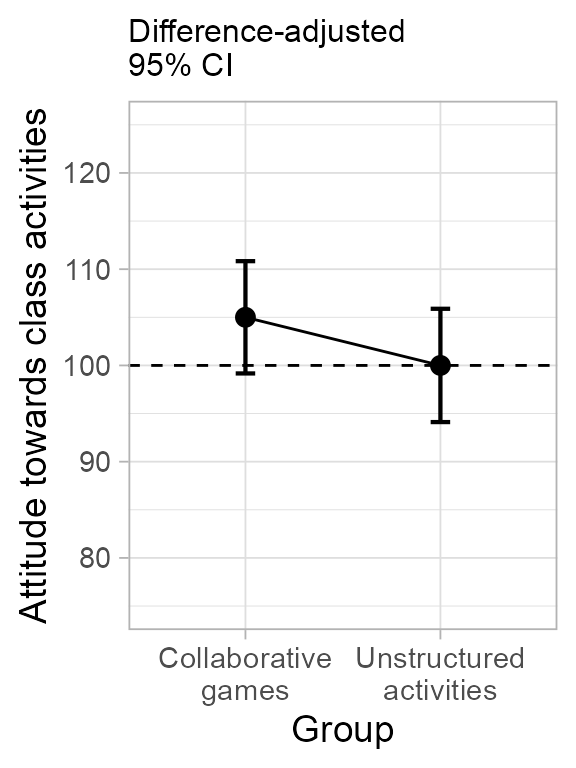 Difference-adjusted
95% CI
Attitude towards class activities
120
110
100
90
80
Collaborative
games
Unstructured
activities
Group